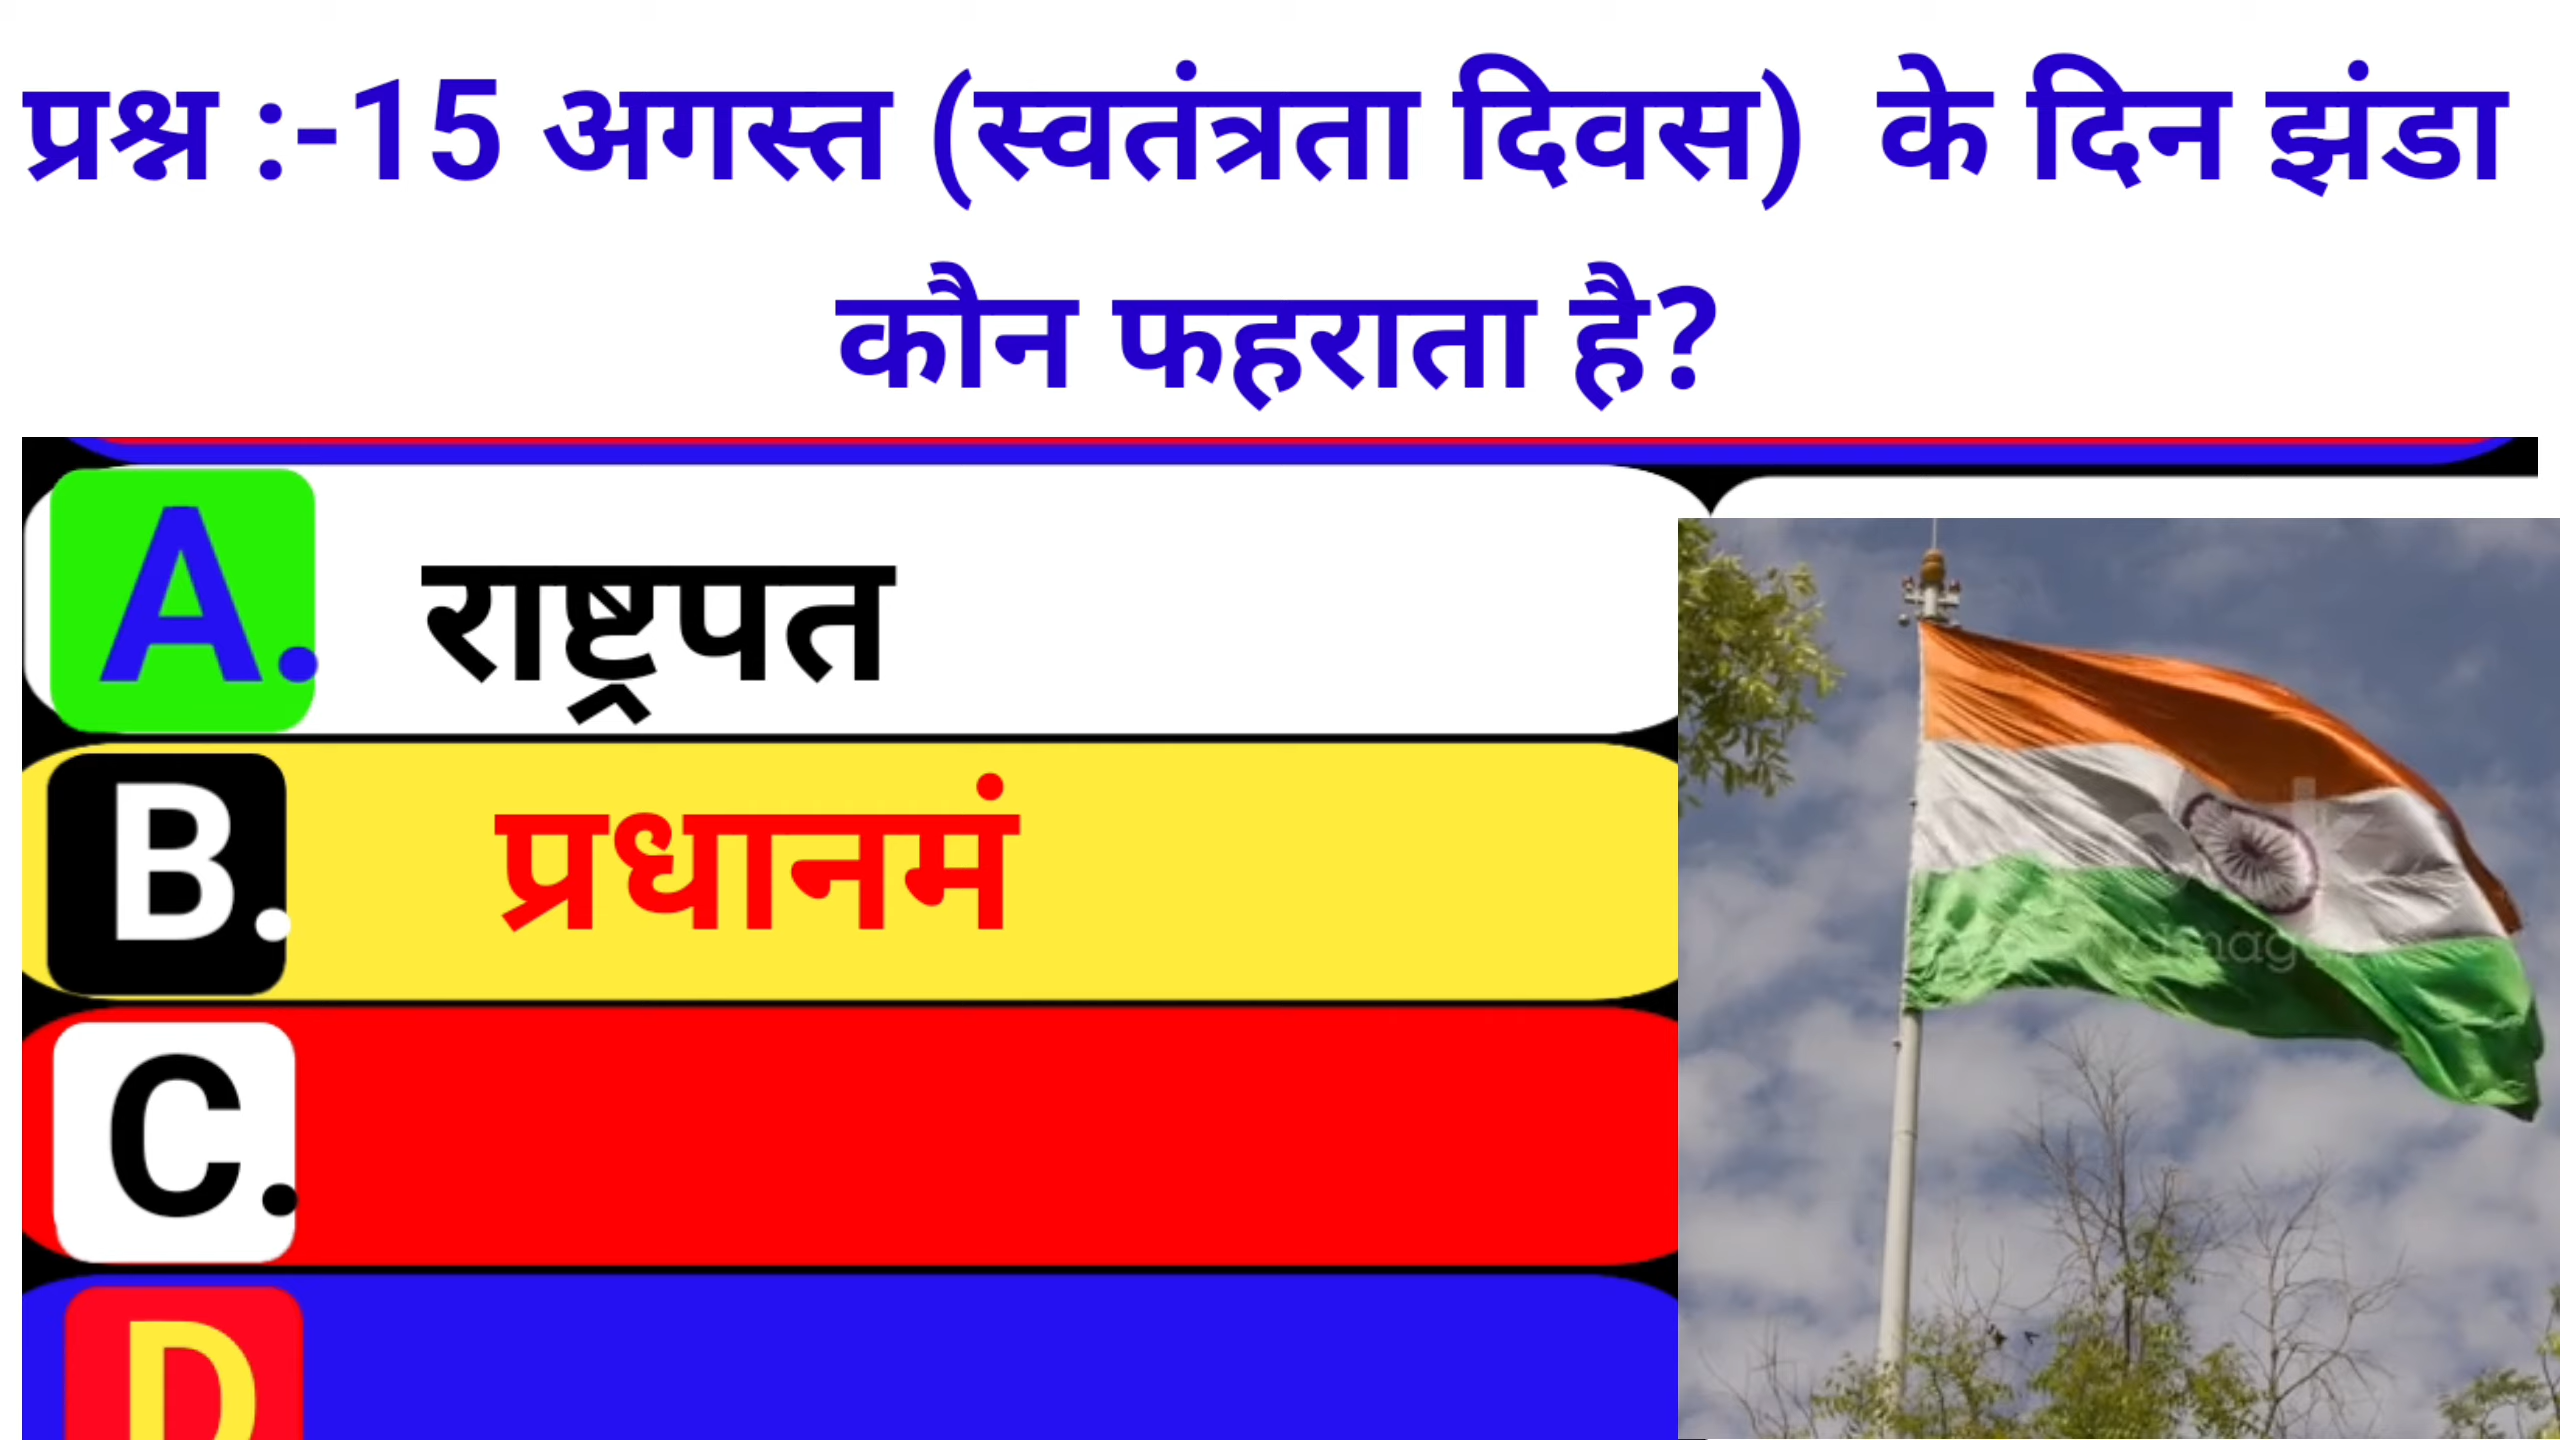 प्रश्न :-15 अगस्त (स्वतंत्रता दिवस) के दिन झंडा
कौन फहराता है?
A. राष्ट्रपत
B. प्रधानमं
C.
D